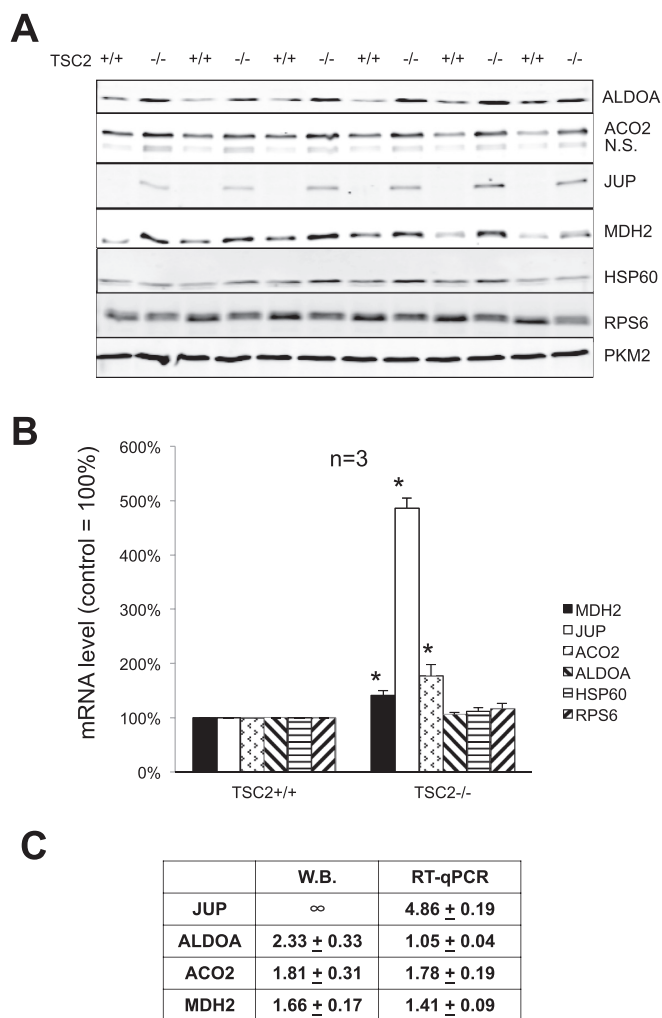 A
TSC2 +/+ -/- +/+ -/- +/+ -/- +/+ -/- +/+ -/- +/+ -/-
ALDOA
ACO2
N.S.
JUP
MDH2
HSP60
RPS6
PKM2
B
mRNA level (control = 100%)
600%
500%
400%
300%
200%
100%
0%
n=3
*
*
*
TSC2+/+ TSC2-/-
MDH2
JUP
ACO2
ALDOA
HSP60
RPS6
C
W.B. RT-qPCR
JUP ∞ 4.86 ± 0.19
ALDOA 2.33 ± 0.33 1.05 ± 0.04
ACO2 1.81 ± 0.31 1.78 ± 0.19
MDH2 1.66 ± 0.17 1.41 ± 0.09